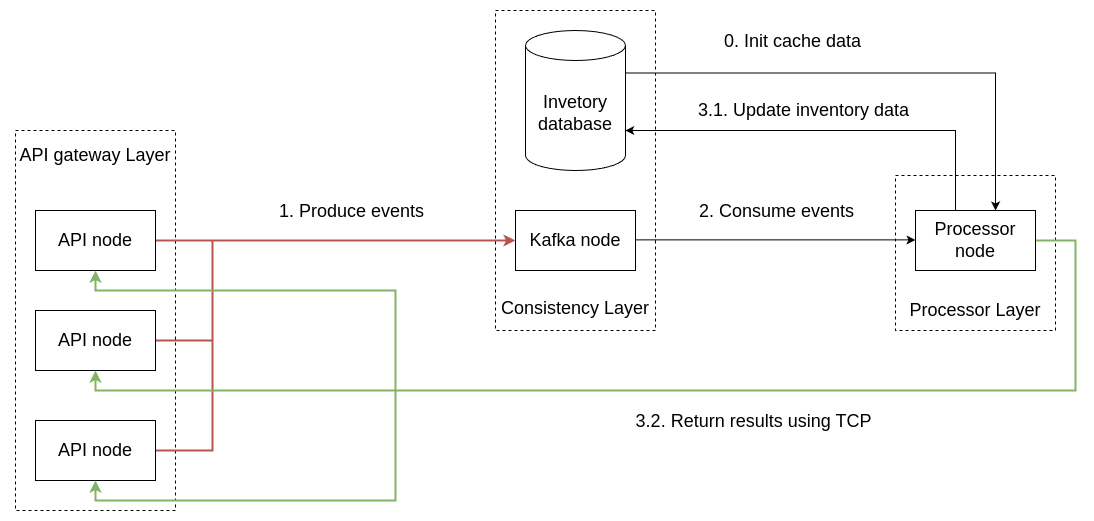 0. Init cache data
Invetory
database
3.1. Update inventory data
API gateway Layer
1. Produce events
2. Consume events
API node
Kafka node
Processor
node
Consistency Layer
Processor Layer
API node
3.2. Return results using TCP
API node